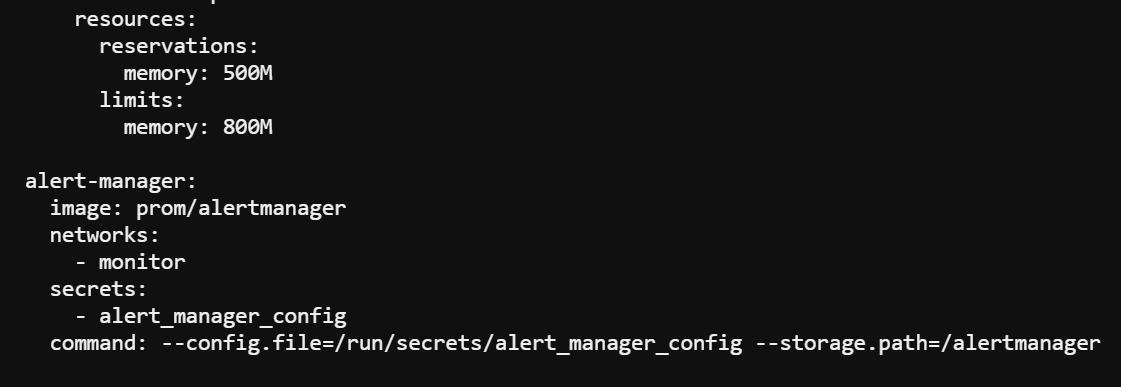 resources:
reservations:
memory: 500M
limits:
memory: 800M
alert-manager:
image: prom/alertmanager
networks:
- monitor
secrets:
- alert_manager_config
command: --config.file=/run/secrets/alert_manager_config --storage.path=/alertmanager